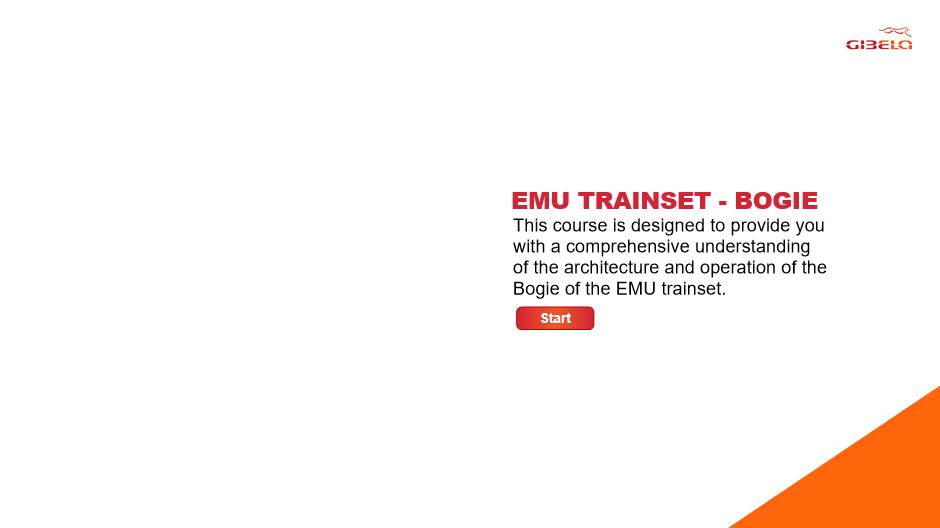 GIBELA
EMU TRAINSET - BOGIE
This course is designed to provide you
with a comprehensive understanding
of the architecture and operation of the
Bogie of the EMU trainset.
Start